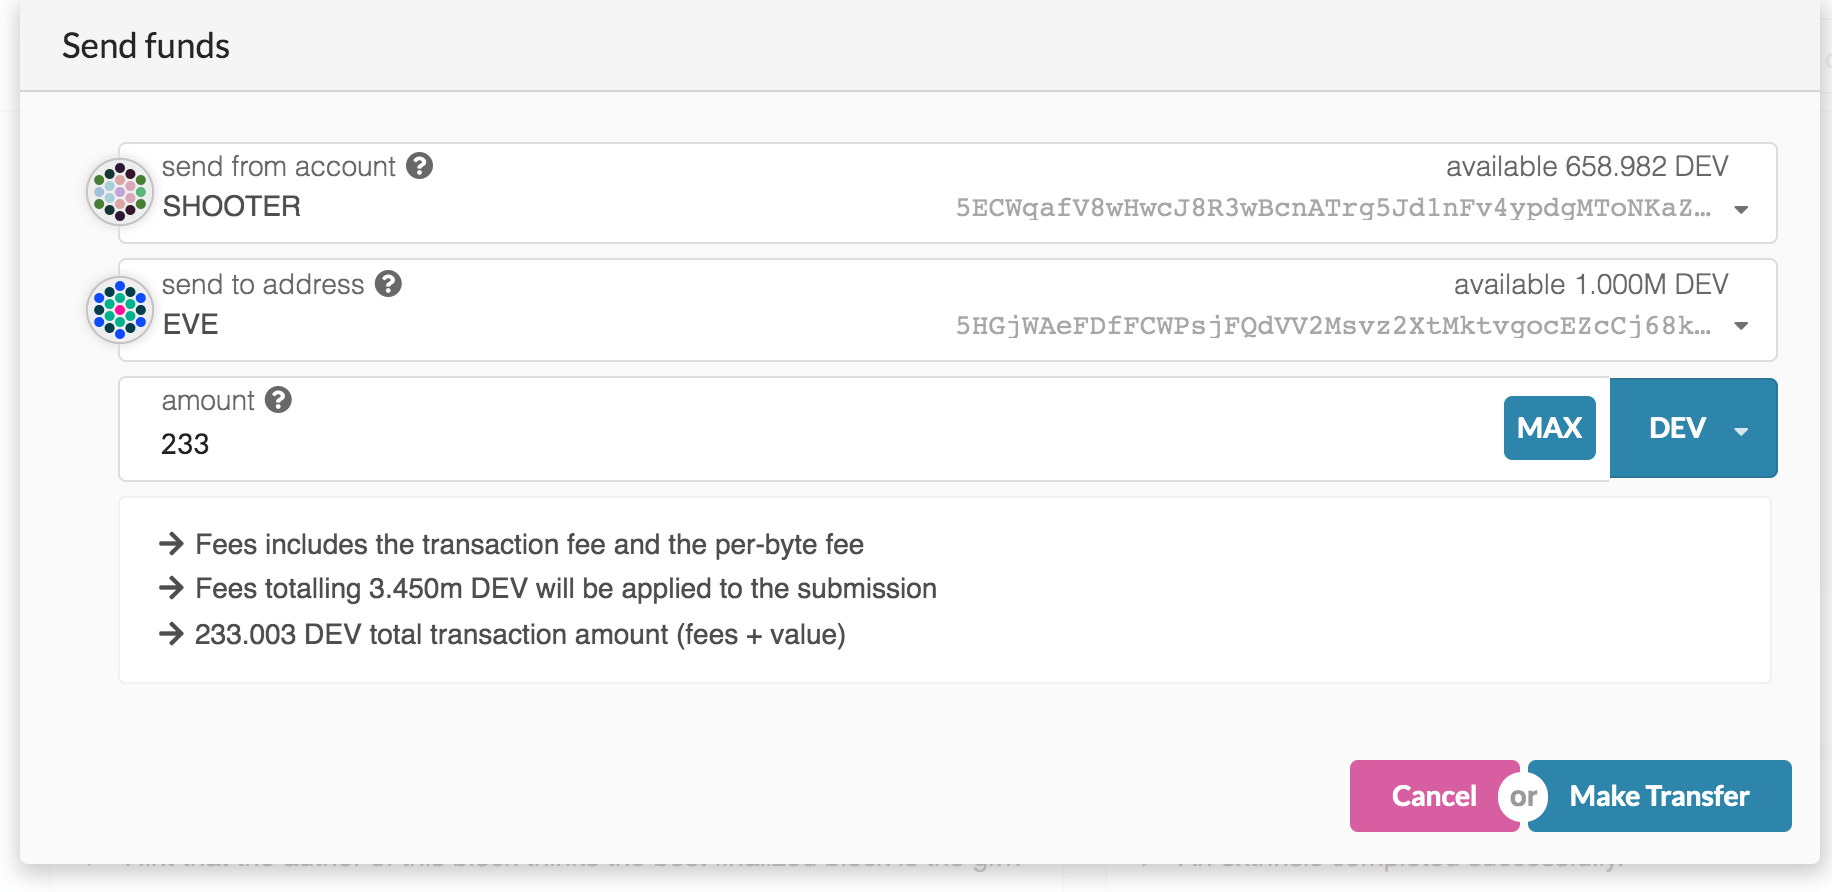 Send funds
send from account
available 658.982 DEV
SHOOTER
5ECWqafV8wHwcJ8R3wBcnATrg5Jd1nFv4ypdgMToNKaZ…
send to address
available 1.000M DEV
EVE
5HGjWAeFDfFCWPsjFQdVV2Msvz2XtMktvgocEZcCj68k…
amount
233
MAX
DEV
→ Fees includes the transaction fee and the per-byte fee
→ Fees totalling 3.450m DEV will be applied to the submission
→ 233.003 DEV total transaction amount (fees + value)
Cancel or Make Transfer